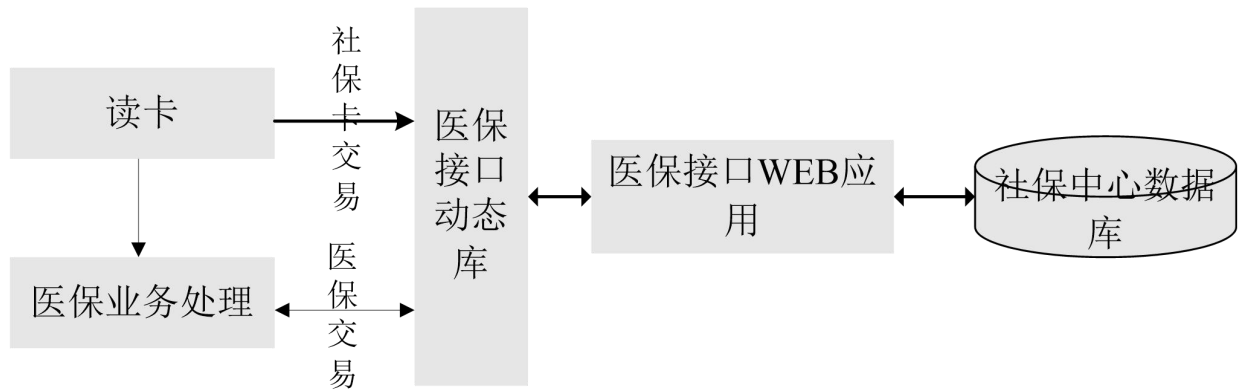 读卡
社保卡交易
医保
接口
动态
库
医保接口WEB应
用
社保中心数据
库
医保业务处理
医保交易